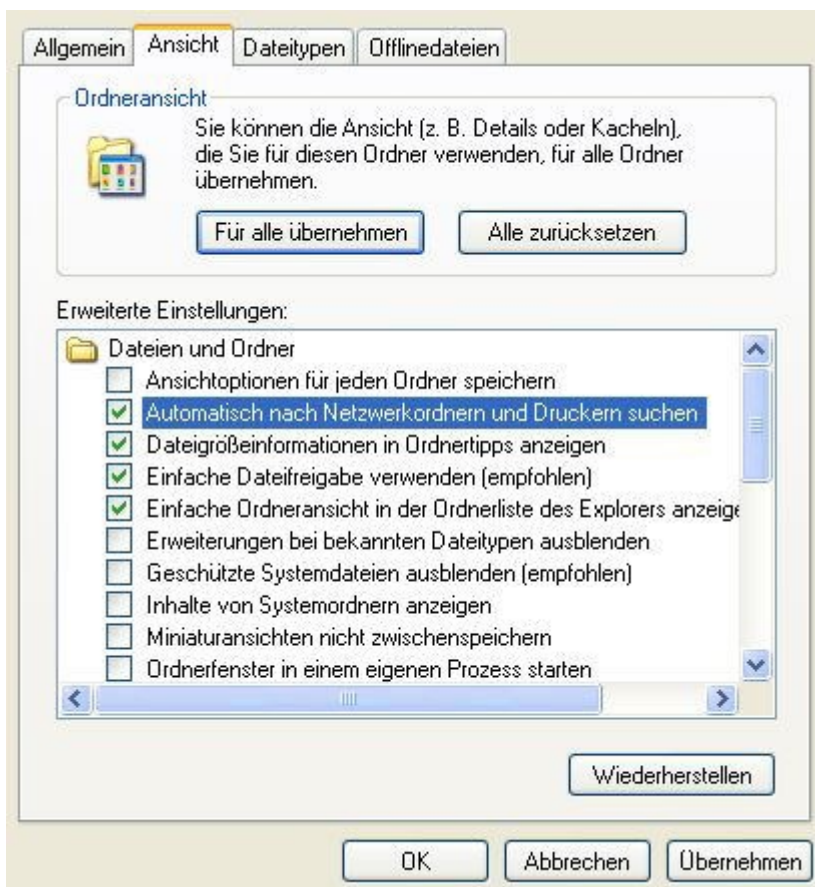 Allgemein Ansicht Dateitypen Offlinedateien
Ordneransicht
Sie können die Ansicht (z. B. Details oder Kacheln),
die Sie für diesen Ordner verwenden, für alle Ordner
übernehmen.
Für alle übernehmen Alle zurücksetzen
Erweiterte Einstellungen:
Dateien und Ordner
Ansichtoptionen für jeden Ordner speichern
Automatisch nach Netzwerkordnern und Druckern suchen
Dateigrößeinformationen in Ordnertipps anzeigen
Einfache Dateifreigabe verwenden (empfohlen)
Einfache Ordneransicht in der Ordnerliste des Explorers anzeige
Erweiterungen bei bekannten Dateitypen ausblenden
Geschützte Systemdateien ausblenden (empfohlen)
Inhalte von Systemordnern anzeigen
Miniaturansichten nicht zwischenspeichern
Ordnerfenster in einem eigenen Prozess starten
Wiederherstellen
OK Abbrechen Übernehmen